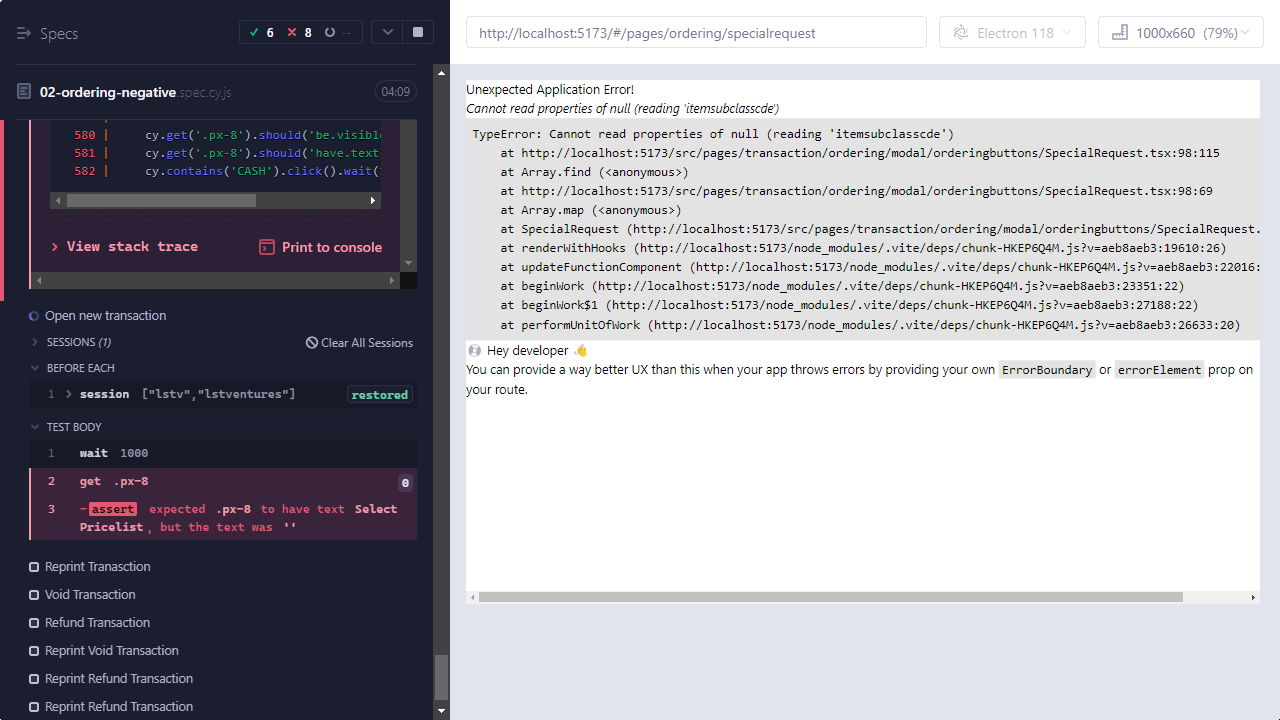 Specs
6 8 --
02-ordering-negative.spec.cy.js 04:09
580 | cy.get('.px-8').should('be.visible
581 | cy.get('.px-8').should('have.text
582 | cy.contains('CASH').click().wait(
View stack trace Print to console
Open new transaction
SESSIONS (1) Clear All Sessions
BEFORE EACH
1 session ["lstv","lstventures"] restored
TEST BODY
1 wait 1000
2 get .px-8 0
3 -assert expected .px-8 to have text Select
Pricelist, but the text was ''
Reprint Tranasction
Void Transaction
Refund Transaction
Reprint Void Transaction
Reprint Refund Transaction
Reprint Refund Transaction
http://localhost:5173/#/pages/ordering/specialrequest Electron 118 1000x660 (79%)
Unexpected Application Error!
Cannot read properties of null (reading 'itemsubclasscde')
TypeError: Cannot read properties of null (reading 'itemsubclasscde')
at http://localhost:5173/src/pages/transaction/ordering/modal/orderingbuttons/SpecialRequest.tsx:98:115
at Array.find (<anonymous>)
at http://localhost:5173/src/pages/transaction/ordering/modal/orderingbuttons/SpecialRequest.tsx:98:69
at Array.map (<anonymous>)
at SpecialRequest (http://localhost:5173/src/pages/transaction/ordering/modal/orderingbuttons/SpecialRequest.
at renderWithHooks (http://localhost:5173/node_modules/.vite/deps/chunk-HKEP6Q4M.js?v=aeb8aeb3:19610:26)
at updateFunctionComponent (http://localhost:5173/node_modules/.vite/deps/chunk-HKEP6Q4M.js?v=aeb8aeb3:22016:
at beginWork (http://localhost:5173/node_modules/.vite/deps/chunk-HKEP6Q4M.js?v=aeb8aeb3:23351:22)
at beginWork$1 (http://localhost:5173/node_modules/.vite/deps/chunk-HKEP6Q4M.js?v=aeb8aeb3:27188:22)
at performUnitOfWork (http://localhost:5173/node_modules/.vite/deps/chunk-HKEP6Q4M.js?v=aeb8aeb3:26633:20)
Hey developer 👋
You can provide a way better UX than this when your app throws errors by providing your own ErrorBoundary or errorElement prop on
your route.